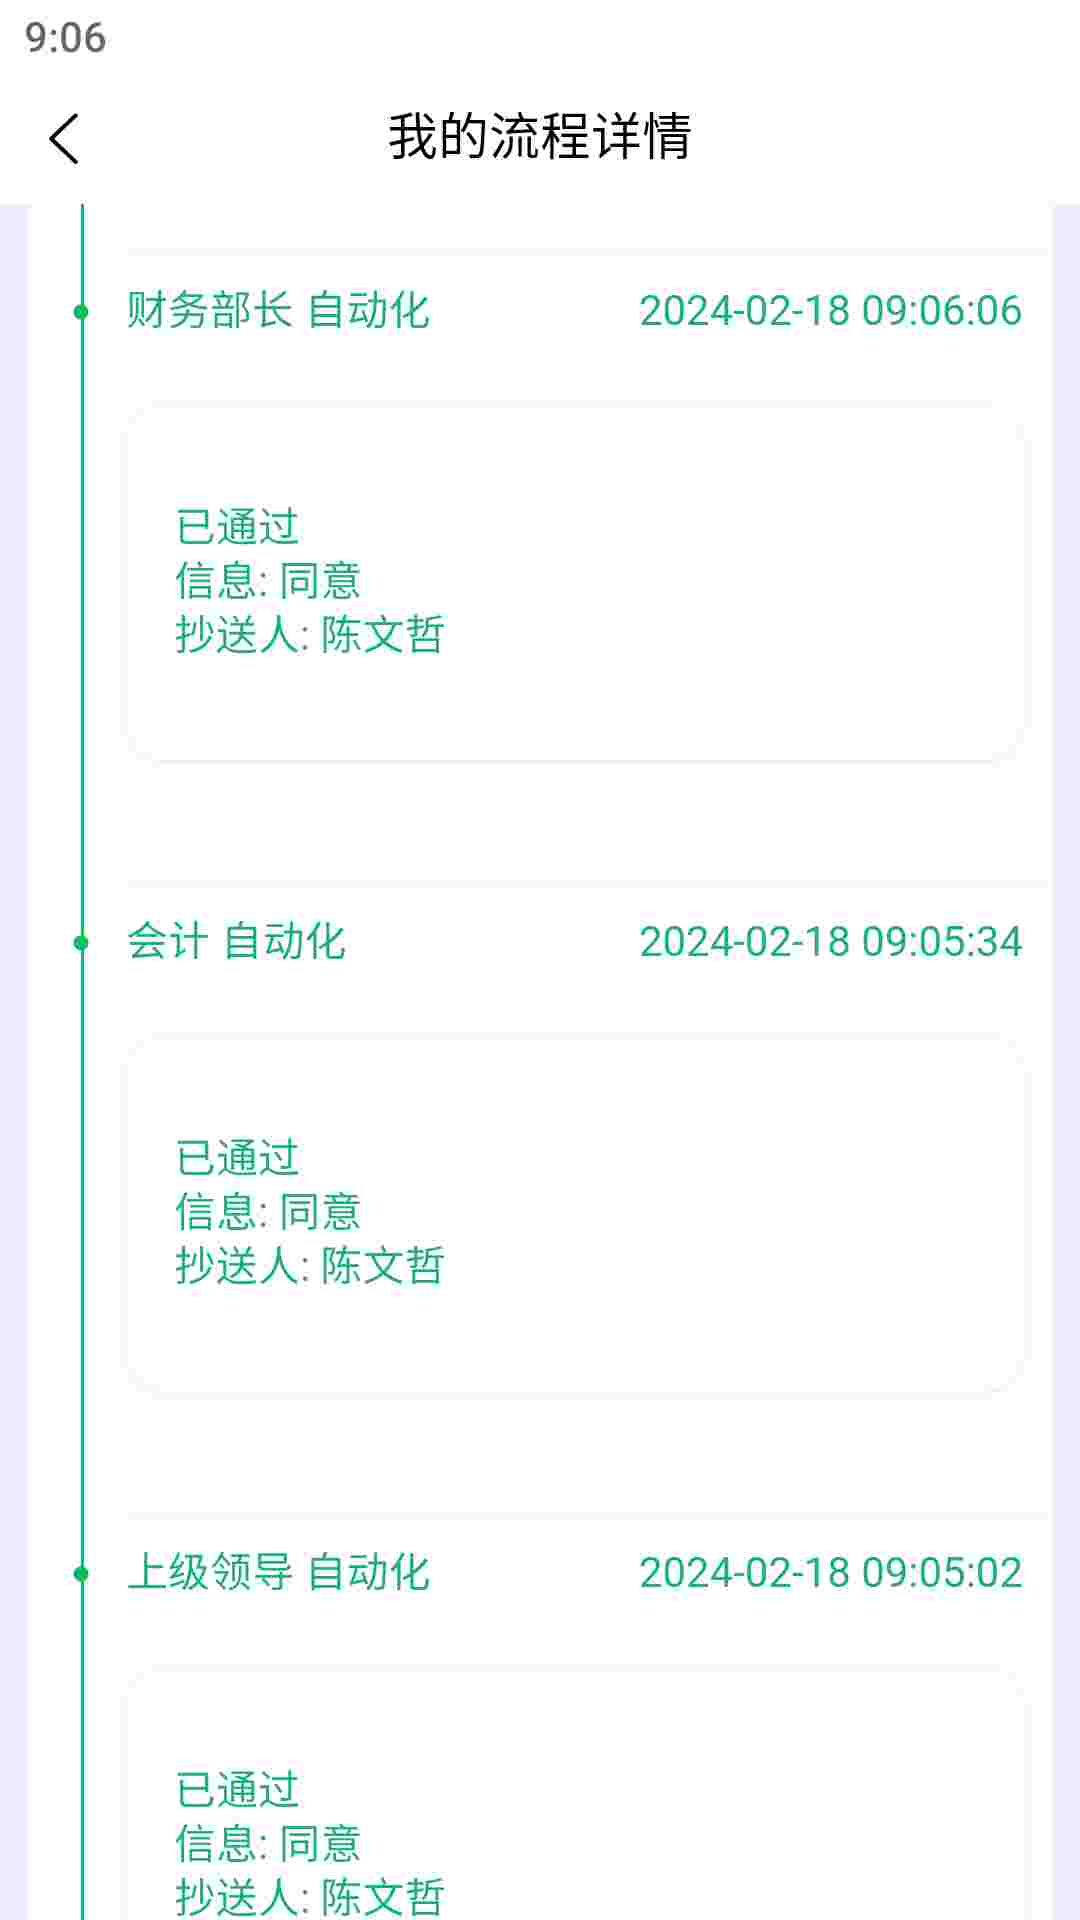 9:06
我的流程详情
财务部长 自动化 2024-02-18 09:06:06
已通过
信息: 同意
抄送人: 陈文哲
会计 自动化 2024-02-18 09:05:34
已通过
信息: 同意
抄送人: 陈文哲
上级领导 自动化 2024-02-18 09:05:02
已通过
信息: 同意
抄送人: 陈文哲